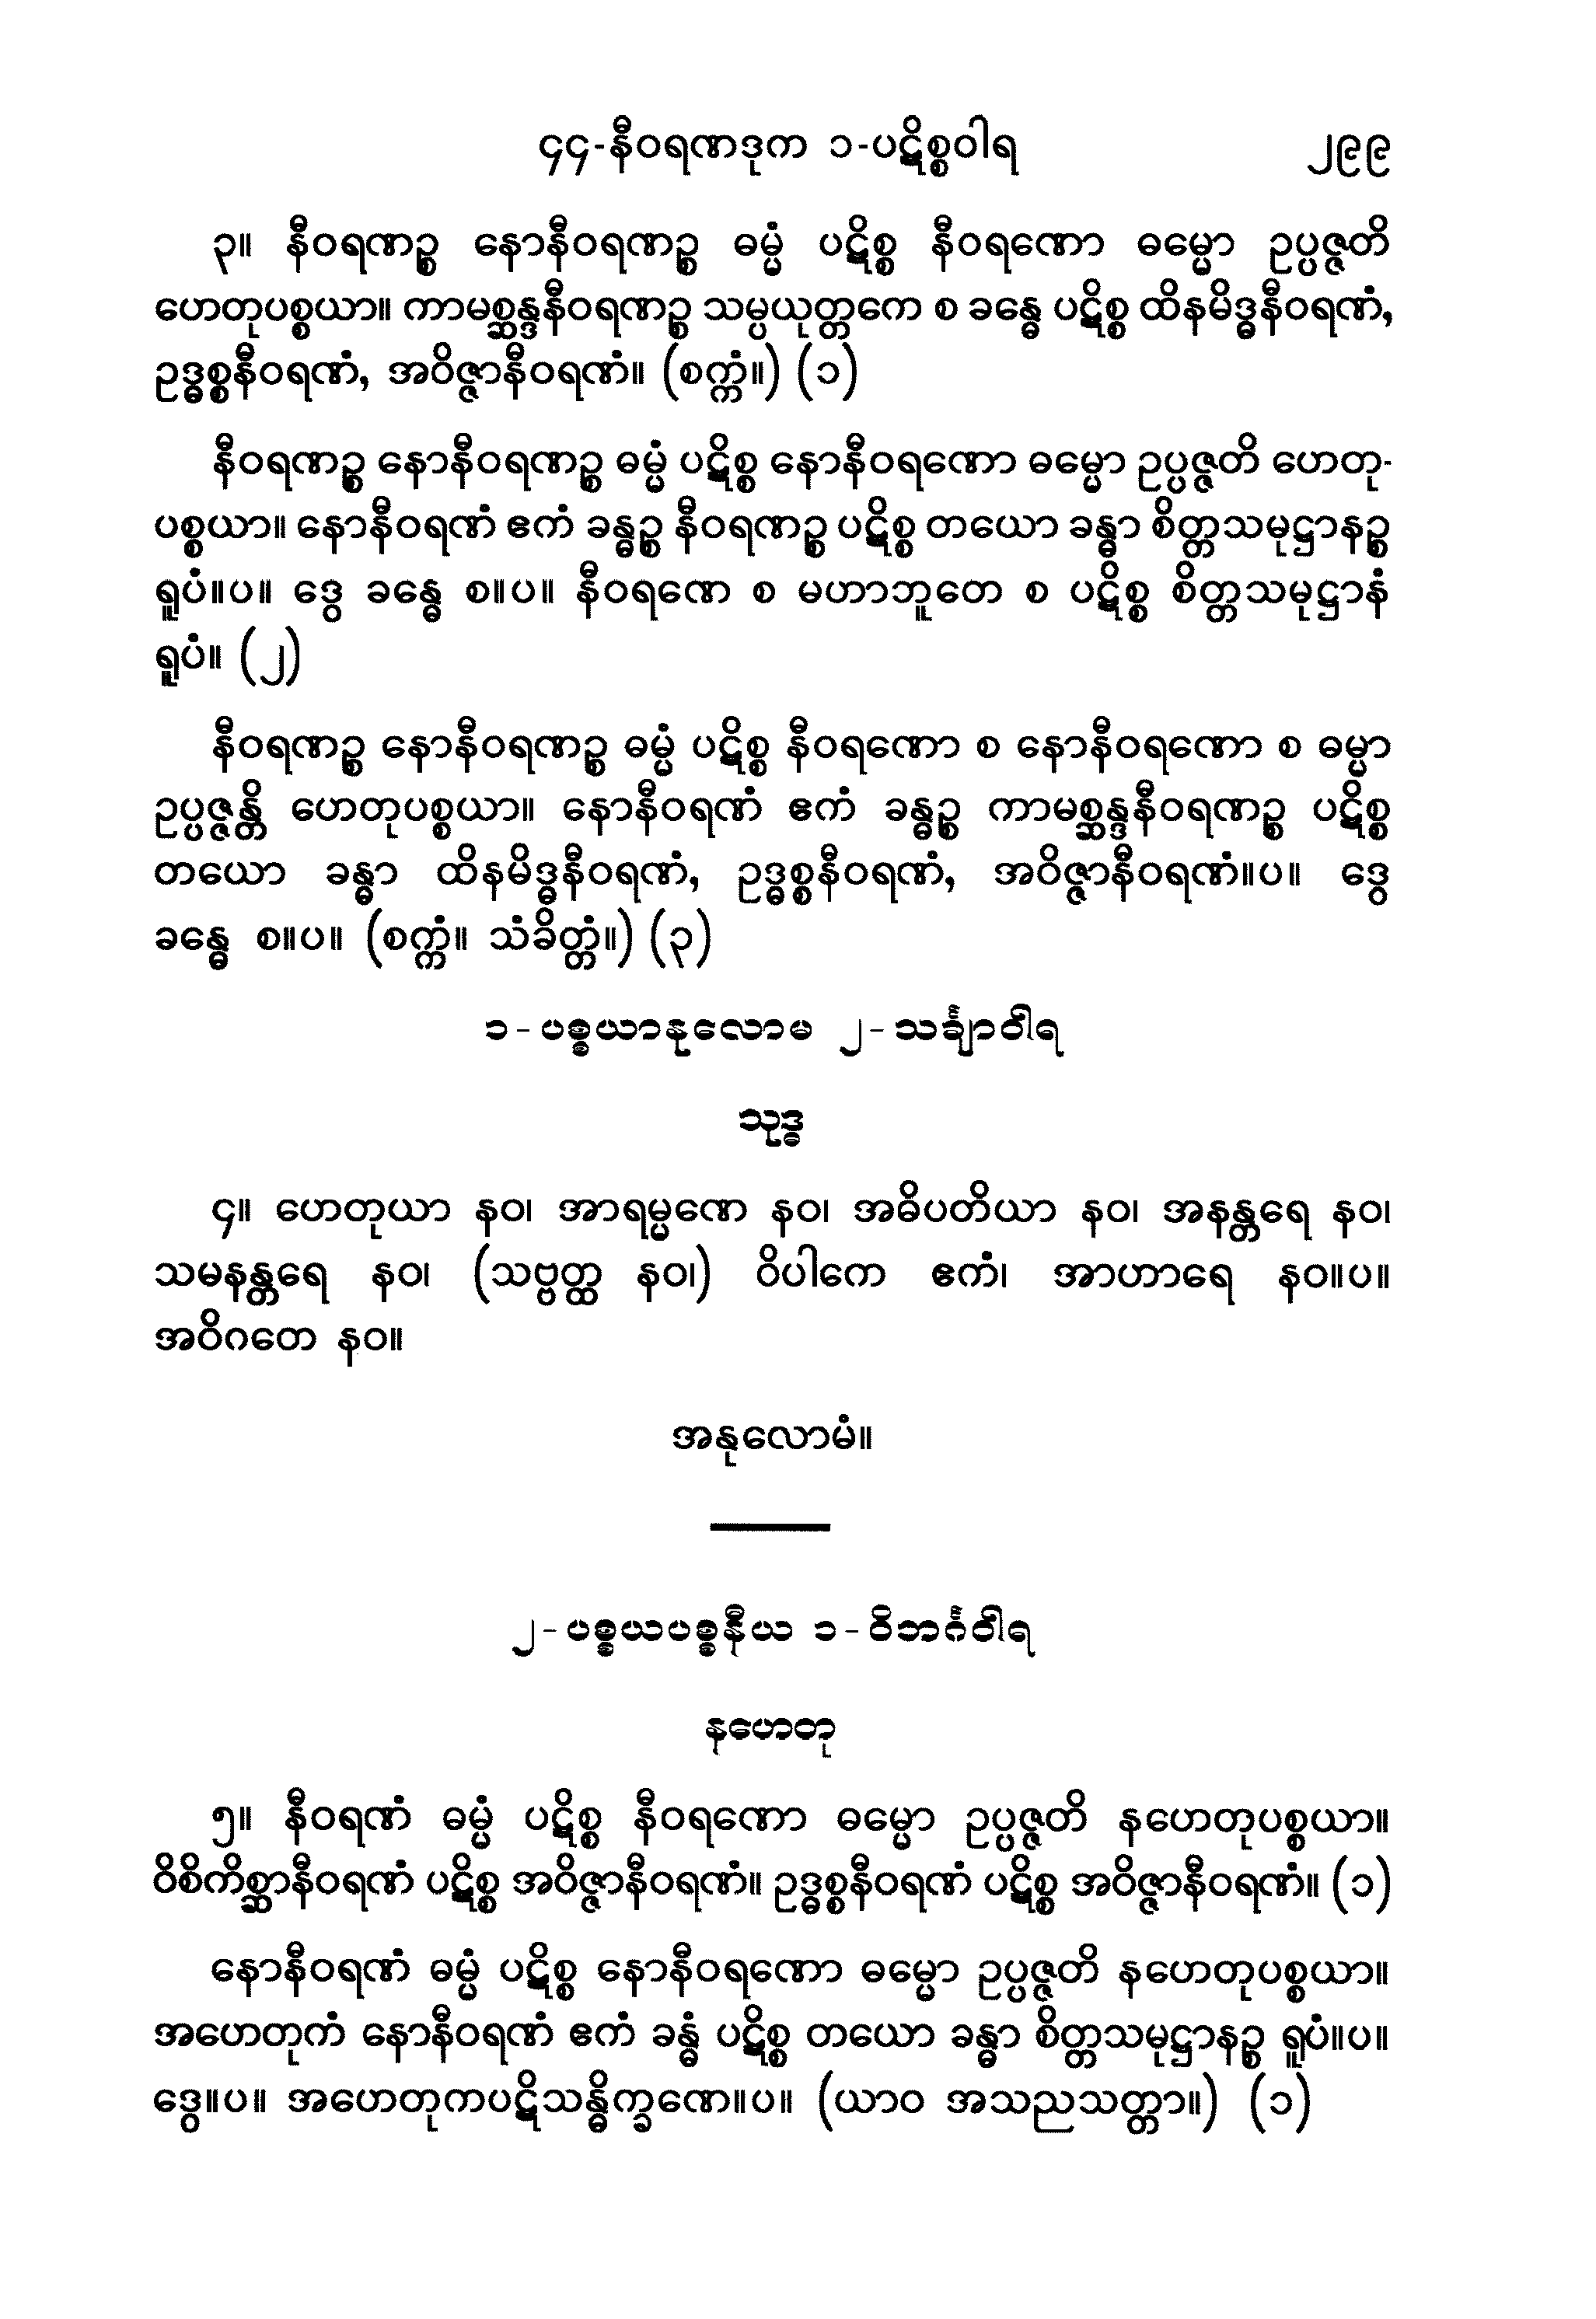 ၄၄-နီဝရဏဒုက ၁-ပဋိစ္စဝါရ ၂၉၉
၃။ နီဝရဏဉ္စ နောနီဝရဏဉ္စ ဓမ္မံ ပဋိစ္စ နီဝရဏော ဓမ္မော ဥပ္ပဇ္ဇတိ
ဟေတုပစ္စယာ။ ကာမစ္ဆန္ဒနီဝရဏဉ္စ သမ္ပယုတ္တကေ စ ခန္ဓေ ပဋိစ္စ ထိနမိဒ္ဓနီဝရဏံ,
ဥဒ္ဓစ္စနီဝရဏံ, အဝိဇ္ဇာနီဝရဏံ။ (စက္ကံ။) (၁)
နီဝရဏဉ္စ နောနီဝရဏဉ္စ ဓမ္မံ ပဋိစ္စ နောနီဝရဏော ဓမ္မော ဥပ္ပဇ္ဇတိ ဟေတု-
ပစ္စယာ။ နောနီဝရဏံ ဧကံ ခန္ဓဉ္စ နီဝရဏဉ္စ ပဋိစ္စ တယော ခန္ဓာ စိတ္တသမုဋ္ဌာနဉ္စ
ရူပံ။ပ။ ဒွေ ခန္ဓေ စ။ပ။ နီဝရဏေ စ မဟာဘူတေ စ ပဋိစ္စ စိတ္တသမုဋ္ဌာနံ
ရူပံ။ (၂)
နီဝရဏဉ္စ နောနီဝရဏဉ္စ ဓမ္မံ ပဋိစ္စ နီဝရဏော စ နောနီဝရဏော စ ဓမ္မာ
ဥပ္ပဇ္ဇန္တိ ဟေတုပစ္စယာ။ နောနီဝရဏံ ဧကံ ခန္ဓဉ္စ ကာမစ္ဆန္ဒနီဝရဏဉ္စ ပဋိစ္စ
တယော ခန္ဓာ ထိနမိဒ္ဓနီဝရဏံ, ဥဒ္ဓစ္စနီဝရဏံ, အဝိဇ္ဇာနီဝရဏံ။ပ။ ဒွေ
ခန္ဓေ စ။ပ။ (စက္ကံ။ သံခိတ္တံ။) (၃)
၁-ပစ္စယာနုလောမ ၂-သင်္ချာဝါရ
သုဒ္ဓ
၄။ ဟေတုယာ နဝ၊ အာရမ္မဏေ နဝ၊ အဓိပတိယာ နဝ၊ အနန္တရေ နဝ၊
သမနန္တရေ နဝ၊ (သဗ္ဗတ္ထ နဝ၊) ဝိပါကေ ဧကံ၊ အာဟာရေ နဝ။ပ။
အဝိဂတေ နဝ။
အနုလောမံ။
၂-ပစ္စယပစ္စနီယ ၁-ဝိဘင်္ဂဝါရ
နဟေတု
၅။ နီဝရဏံ ဓမ္မံ ပဋိစ္စ နီဝရဏော ဓမ္မော ဥပ္ပဇ္ဇတိ နဟေတုပစ္စယာ။
ဝိစိကိစ္ဆာနီဝရဏံ ပဋိစ္စ အဝိဇ္ဇာနီဝရဏံ။ ဥဒ္ဓစ္စနီဝရဏံ ပဋိစ္စ အဝိဇ္ဇာနီဝရဏံ။ (၁)
နောနီဝရဏံ ဓမ္မံ ပဋိစ္စ နောနီဝရဏော ဓမ္မော ဥပ္ပဇ္ဇတိ နဟေတုပစ္စယာ။
အဟေတုကံ နောနီဝရဏံ ဧကံ ခန္ဓံ ပဋိစ္စ တယော ခန္ဓာ စိတ္တသမုဋ္ဌာနဉ္စ ရူပံ။ပ။
ဒွေ။ပ။ အဟေတုကပဋိသန္ဓိက္ခဏေ။ပ။ (ယာဝ အသညသတ္တာ။) (၁)